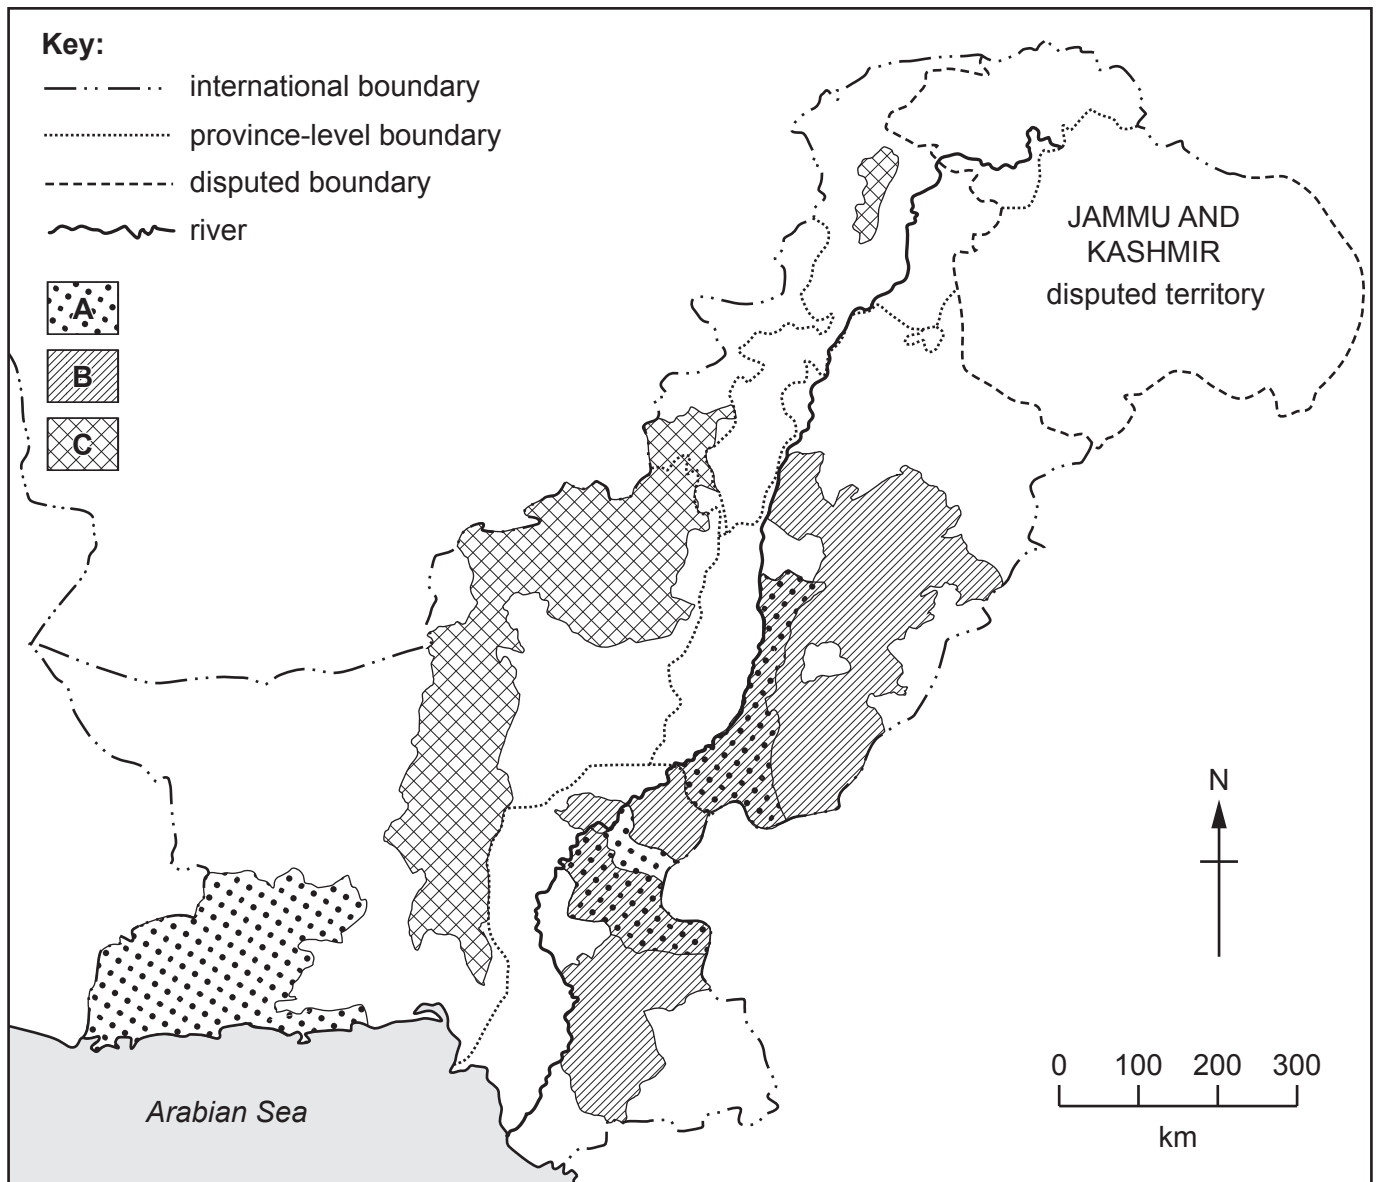 Key:
international boundary
province-level boundary
disputed boundary
river
A
B
C
JAMMU AND
KASHMIR
disputed territory
N
0 100 200 300
km
Arabian Sea